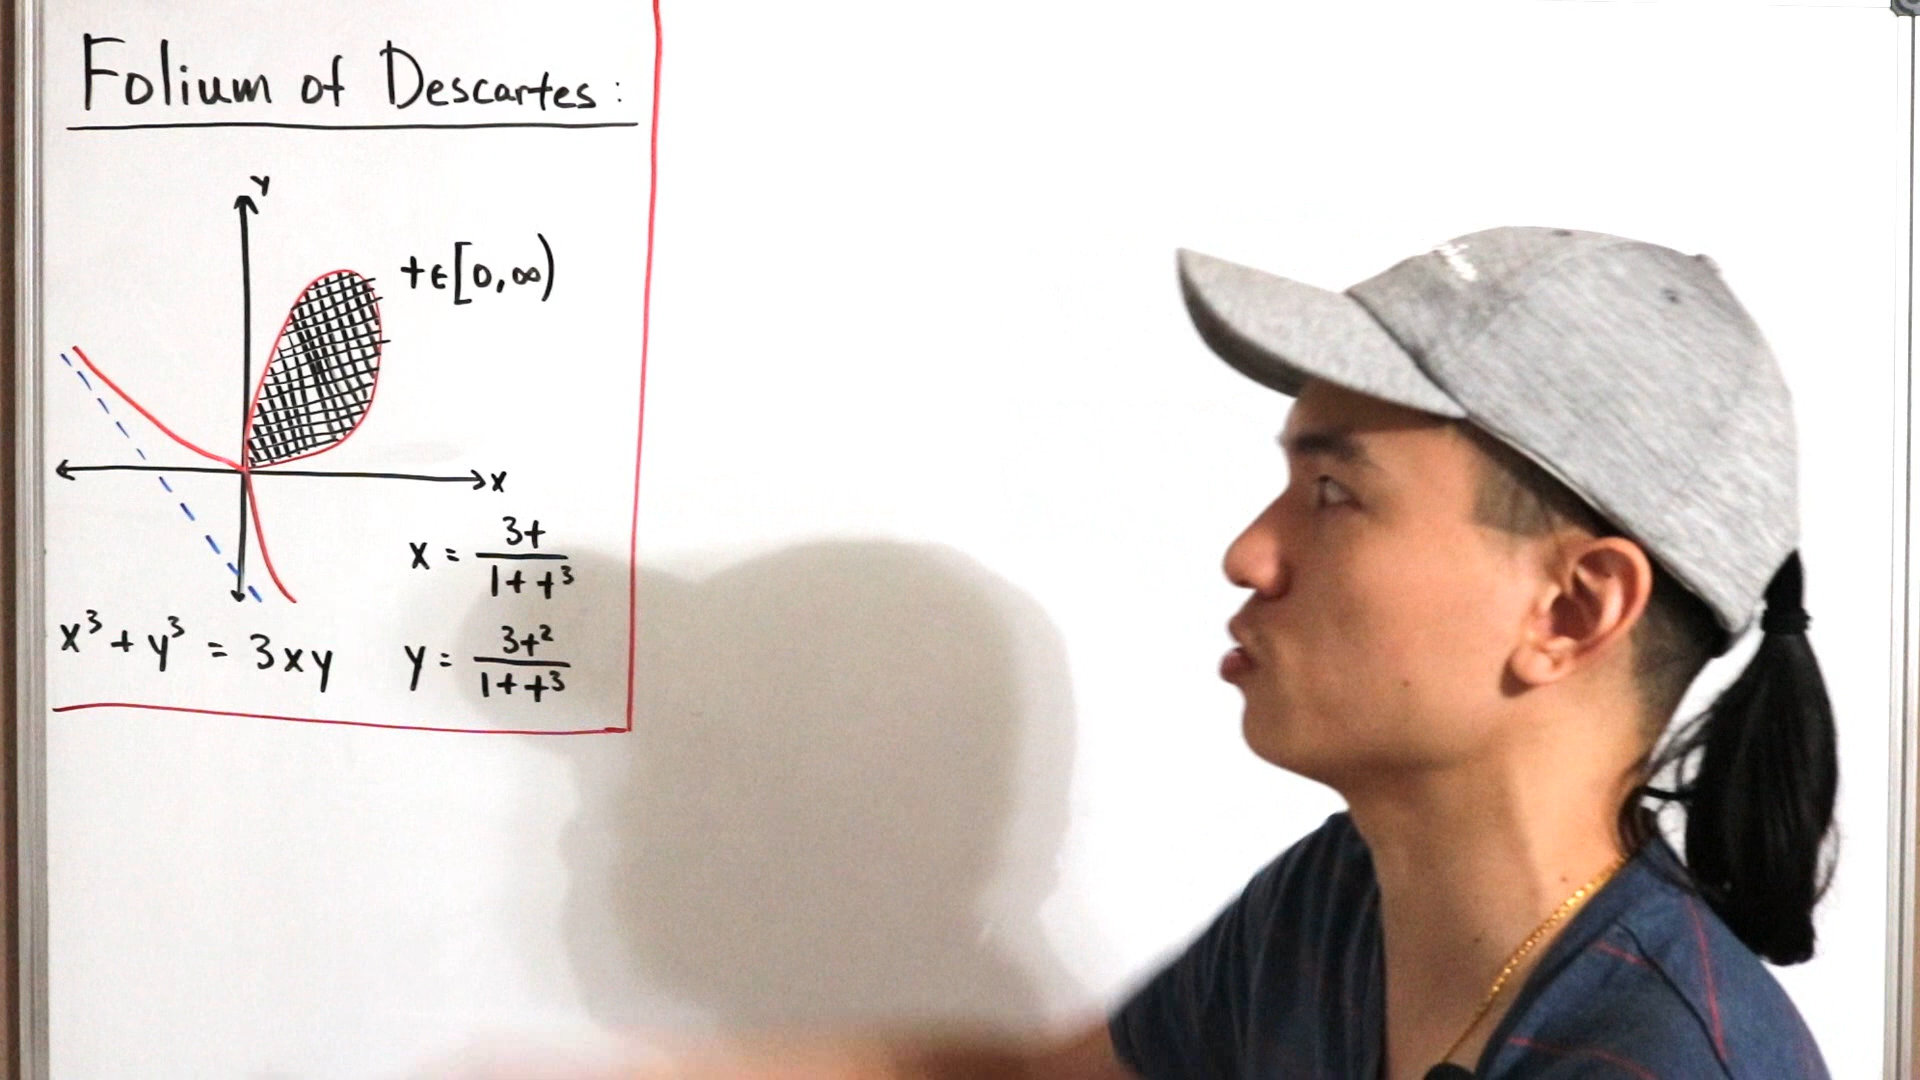 Folium of Descartes:
y
t∈[0,∞)
x
x = 3t / 1+t³
x³ + y³ = 3xy
y = 3t² / 1+t³